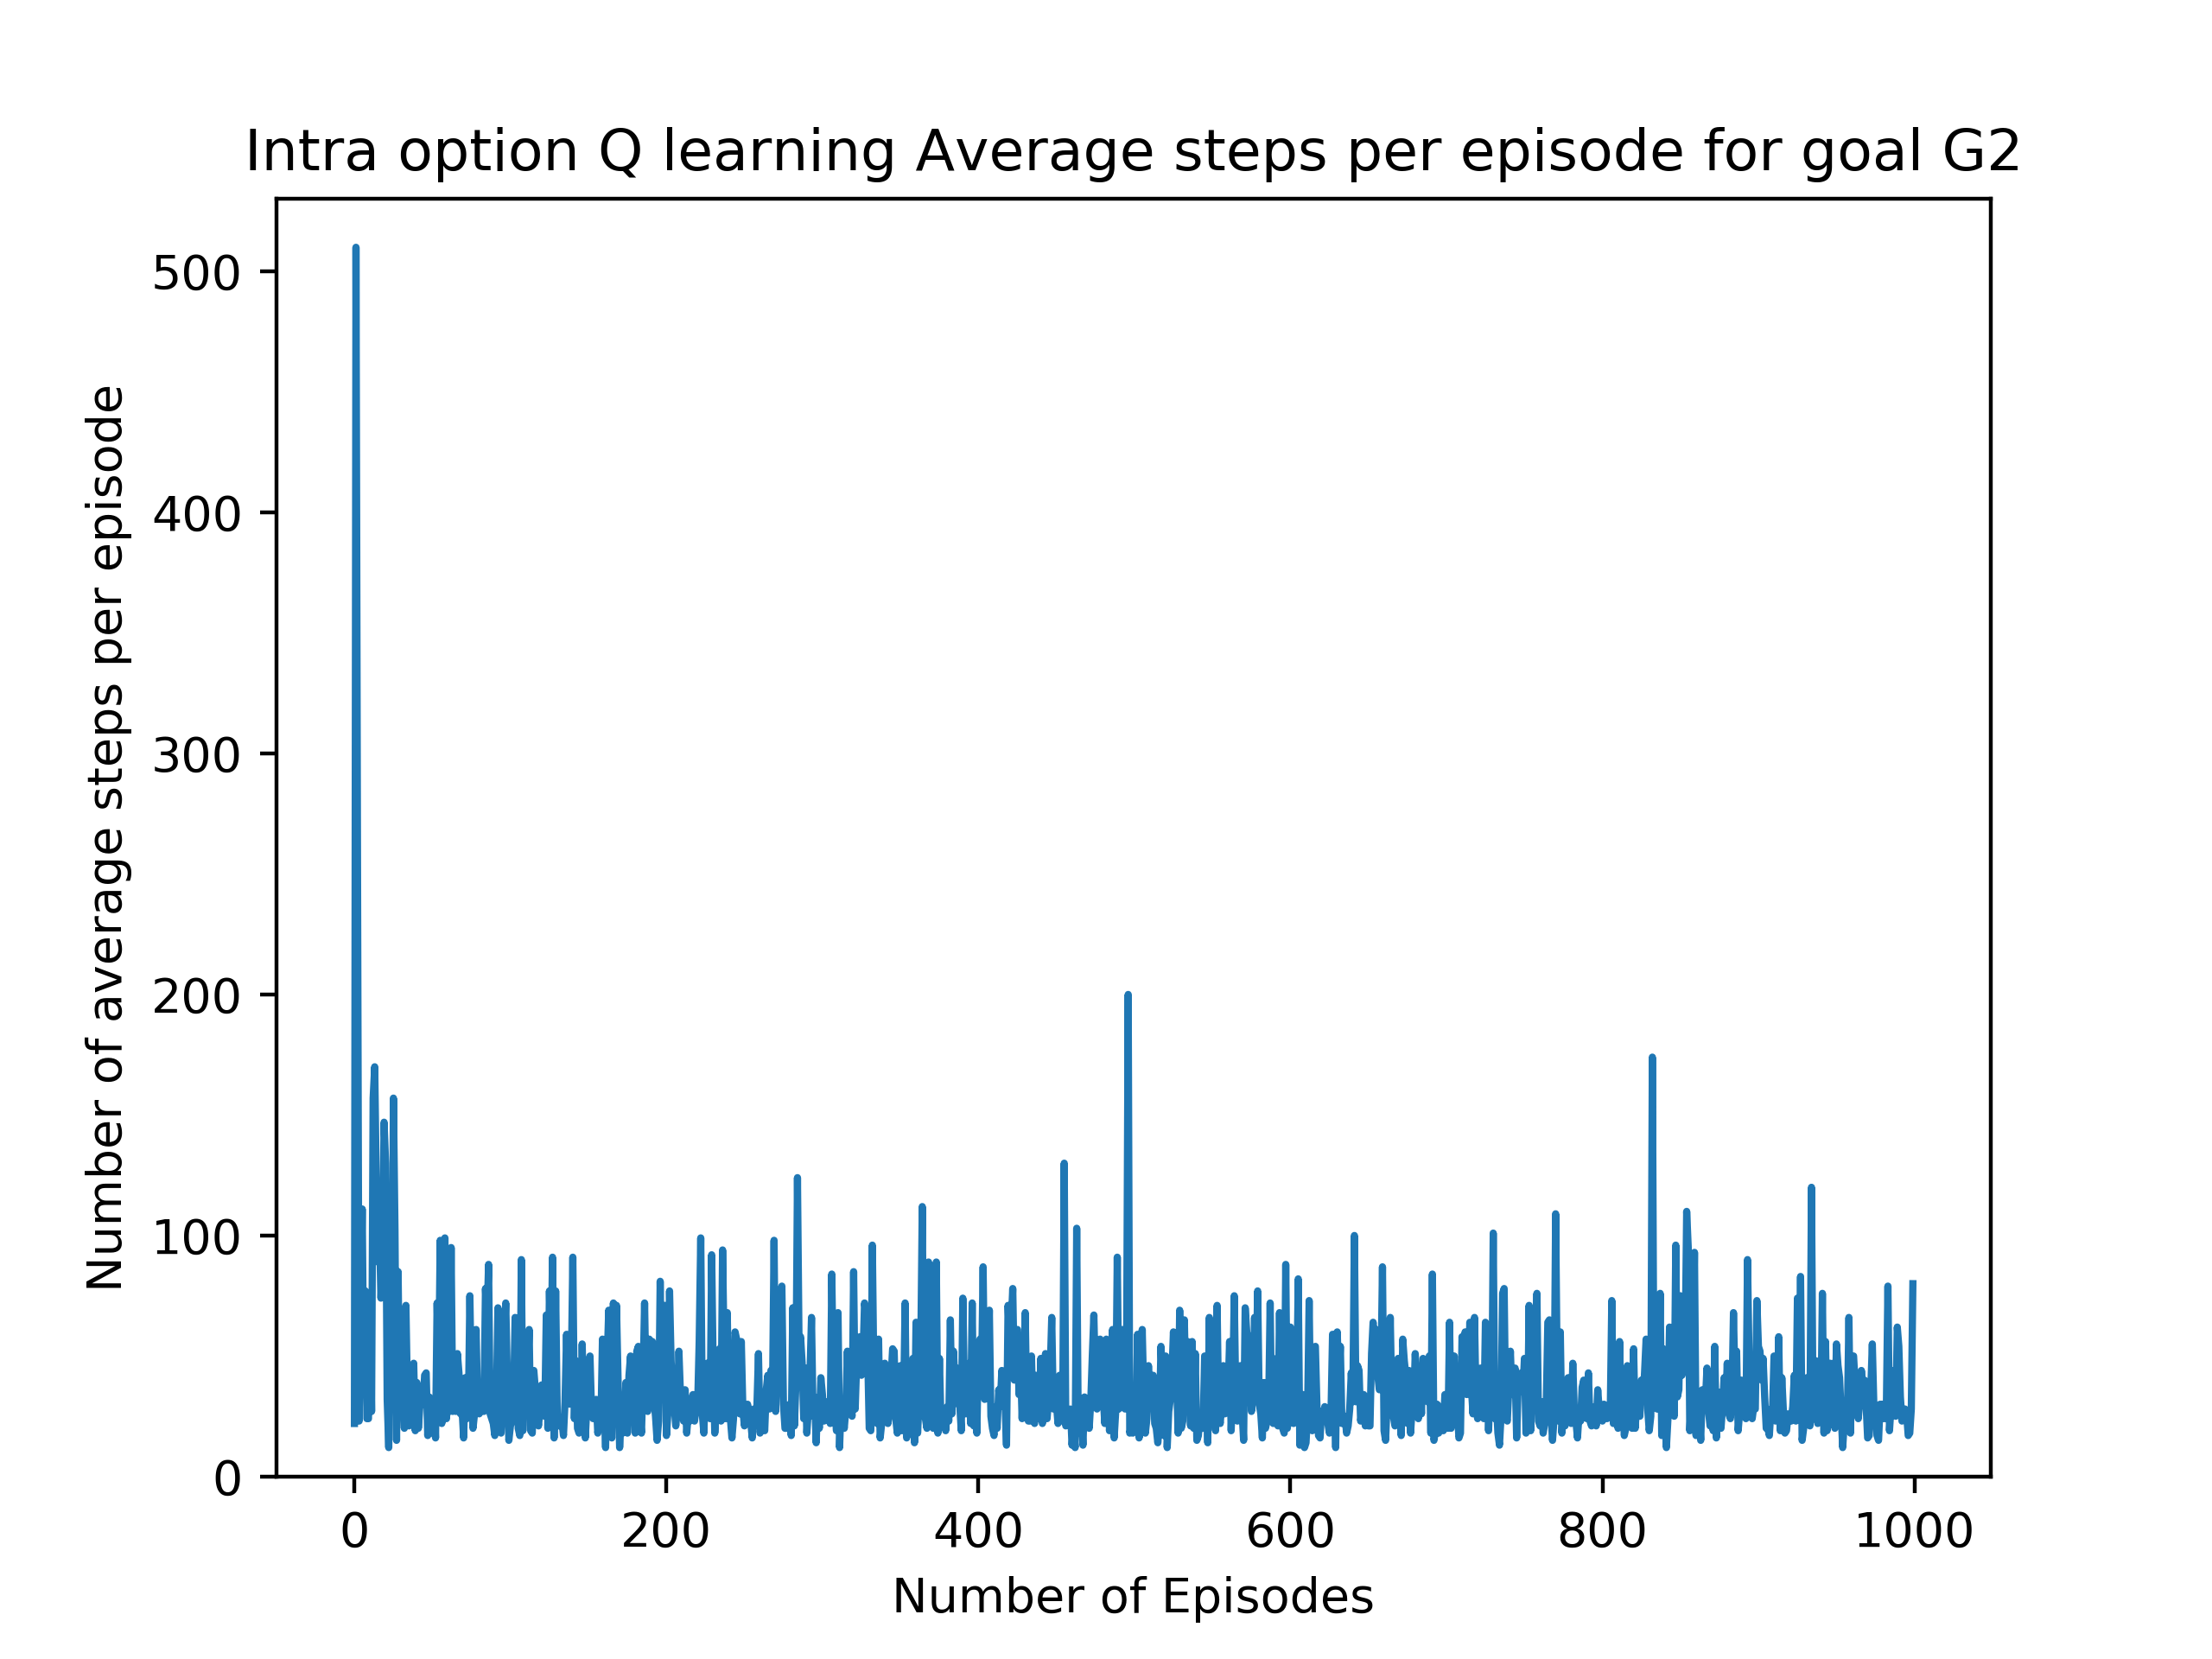 Intra option Q learning Average steps per episode for goal G2
Number of average steps per episode
500
400
300
200
100
0
0 200 400 600 800 1000
Number of Episodes